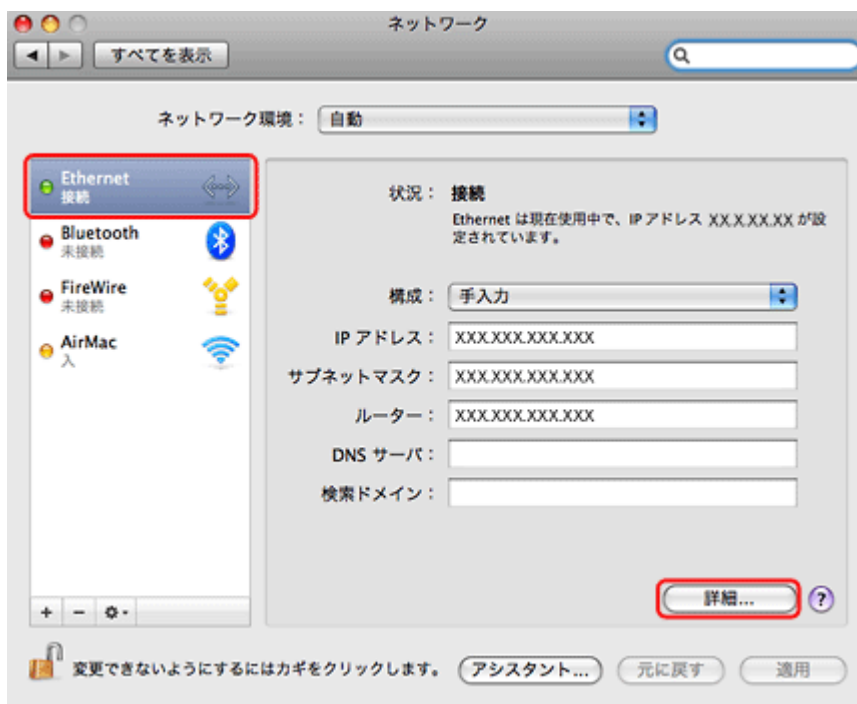 ネットワーク
すべてを表示
ネットワーク環境： 自動
Ethernet
接続
Bluetooth
未接続
FireWire
未接続
AirMac
入
状況： 接続
Ethernet は現在使用中で、IP アドレス XX.X.XX.XX が設
定されています。
構成： 手入力
IP アドレス： XXX.XXX.XXX.XXX
サブネットマスク： XXX.XXX.XXX.XXX
ルーター： XXX.XXX.XXX.XXX
DNS サーバ：
検索ドメイン：
詳細... ?
+ −
変更できないようにするにはカギをクリックします。 アシスタント... 元に戻す 適用